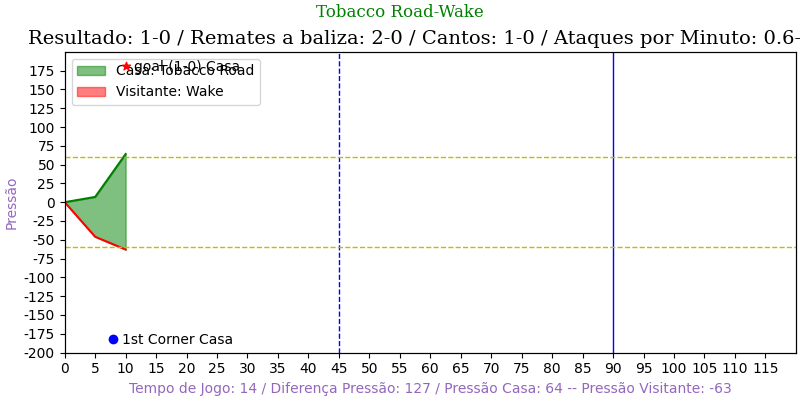 Tobacco Road-Wake
Resultado: 1-0 / Remates a baliza: 2-0 / Cantos: 1-0 / Ataques por Minuto: 0.6-
Casa: Tobacco Road
goal (1-0) Casa
Visitante: Wake
Pressão
175
150
125
100
75
50
25
0
-25
-50
-75
-100
-125
-150
-175
-200
1st Corner Casa
0 5 10 15 20 25 30 35 40 45 50 55 60 65 70 75 80 85 90 95 100 105 110 115
Tempo de Jogo: 14 / Diferença Pressão: 127 / Pressão Casa: 64 -- Pressão Visitante: -63